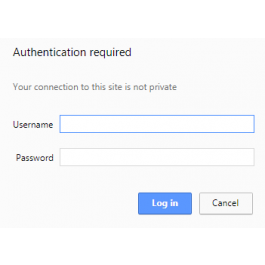 Authentication required
Your connection to this site is not private
Username
Password
Log in Cancel